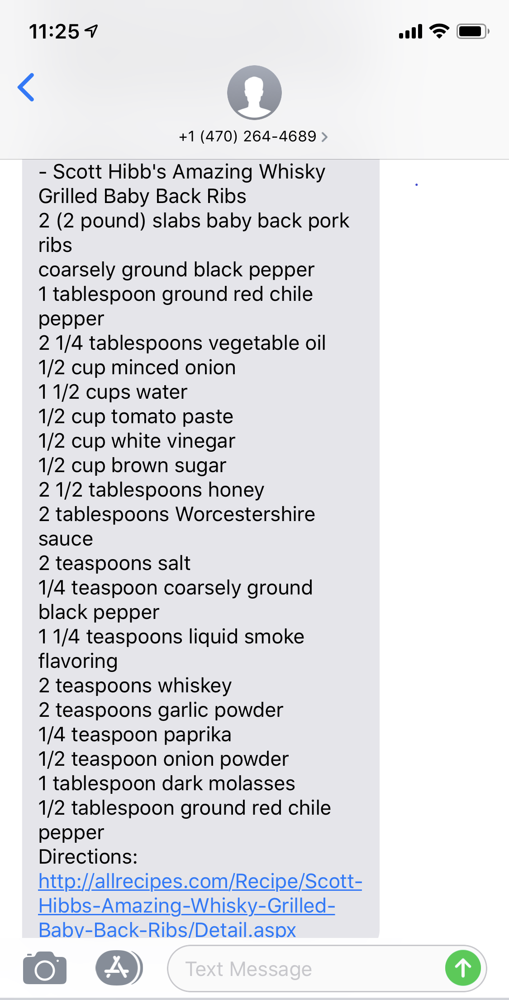 11:25
+1 (470) 264-4689
- Scott Hibb's Amazing Whisky
Grilled Baby Back Ribs
2 (2 pound) slabs baby back pork
ribs
coarsely ground black pepper
1 tablespoon ground red chile
pepper
2 1/4 tablespoons vegetable oil
1/2 cup minced onion
1 1/2 cups water
1/2 cup tomato paste
1/2 cup white vinegar
1/2 cup brown sugar
2 1/2 tablespoons honey
2 tablespoons Worcestershire
sauce
2 teaspoons salt
1/4 teaspoon coarsely ground
black pepper
1 1/4 teaspoons liquid smoke
flavoring
2 teaspoons whiskey
2 teaspoons garlic powder
1/4 teaspoon paprika
1/2 teaspoon onion powder
1 tablespoon dark molasses
1/2 tablespoon ground red chile
pepper
Directions:
http://allrecipes.com/Recipe/Scott-
Hibbs-Amazing-Whisky-Grilled-
Baby-Back-Ribs/Detail.aspx
Text Message